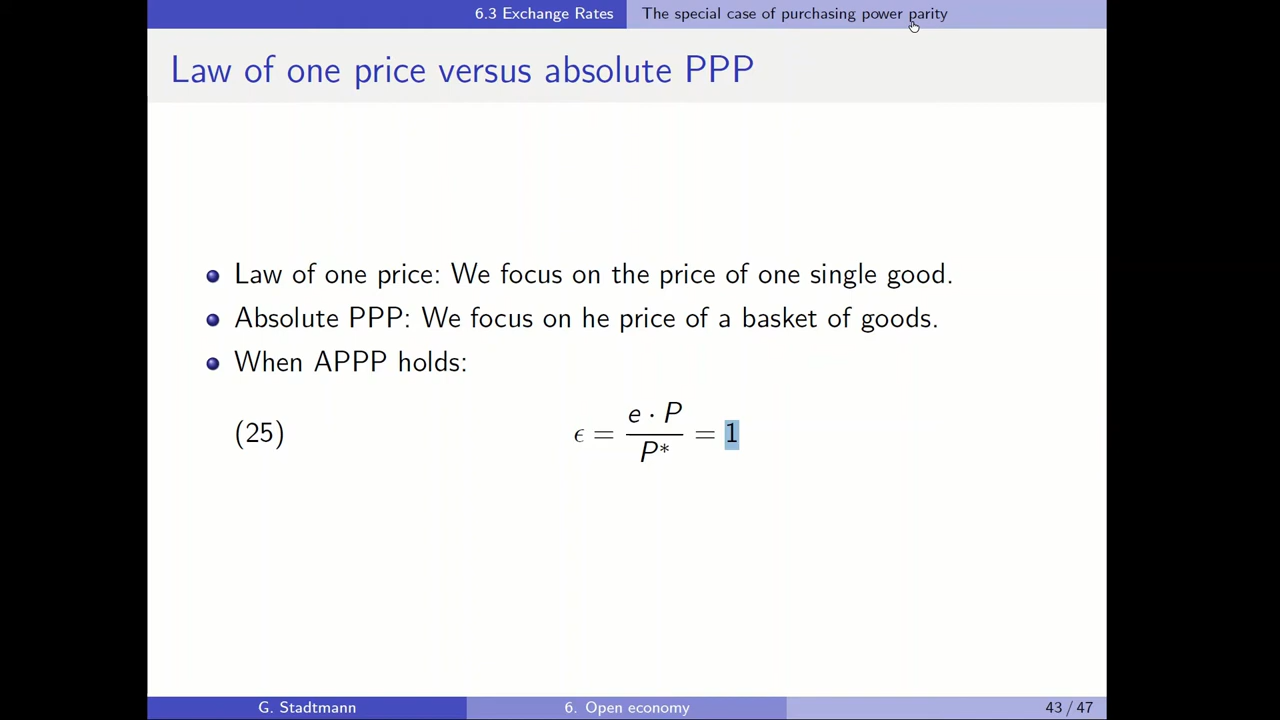 6.3 Exchange Rates The special case of purchasing power parity
Law of one price versus absolute PPP
Law of one price: We focus on the price of one single good.
Absolute PPP: We focus on he price of a basket of goods.
When APPP holds:
(25) ϵ = e · P / P* = 1
G. Stadtmann 6. Open economy 43 / 47